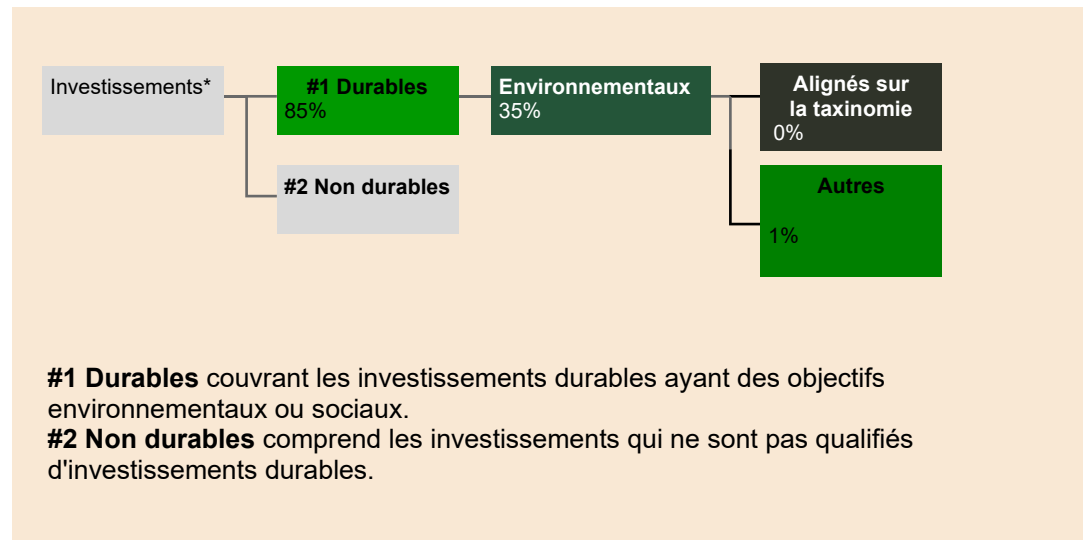 Investissements*
#1 Durables
85%
#2 Non durables
Environnementaux
35%
Alignés sur
la taxinomie
0%
Autres
1%
#1 Durables couvrant les investissements durables ayant des objectifs
environnementaux ou sociaux.
#2 Non durables comprend les investissements qui ne sont pas qualifiés
d'investissements durables.